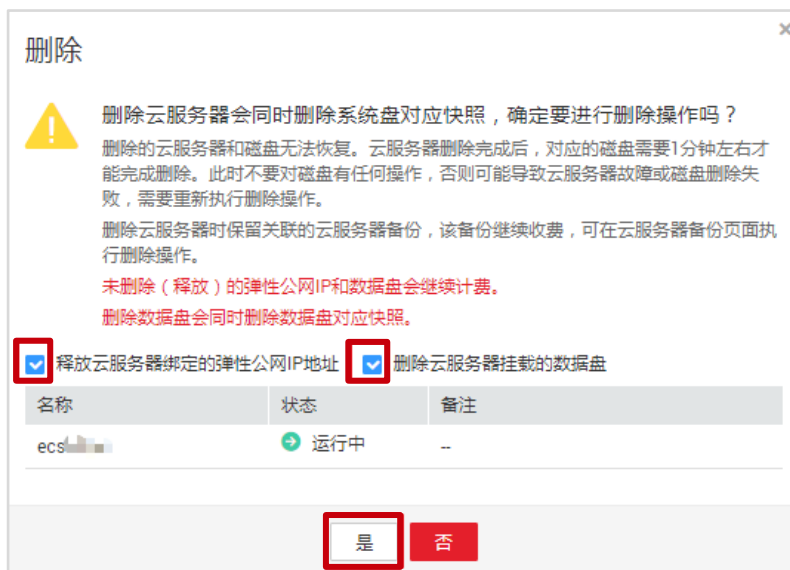 删除
删除云服务器会同时删除系统盘对应快照，确定要进行删除操作吗？
删除的云服务器和磁盘无法恢复。云服务器删除完成后，对应的磁盘需要1分钟左右才
能完成删除。此时不要对磁盘有任何操作，否则可能导致云服务器故障或磁盘删除失
败，需要重新执行删除操作。
删除云服务器时保留关联的云服务器备份，该备份继续收费，可在云服务器备份页面执
行删除操作。
未删除（释放）的弹性公网IP和数据盘会继续计费。
删除数据盘会同时删除数据盘对应快照。
释放云服务器绑定的弹性公网IP地址 删除云服务器挂载的数据盘
名称 状态 备注
ecs 运行中 --
是 否